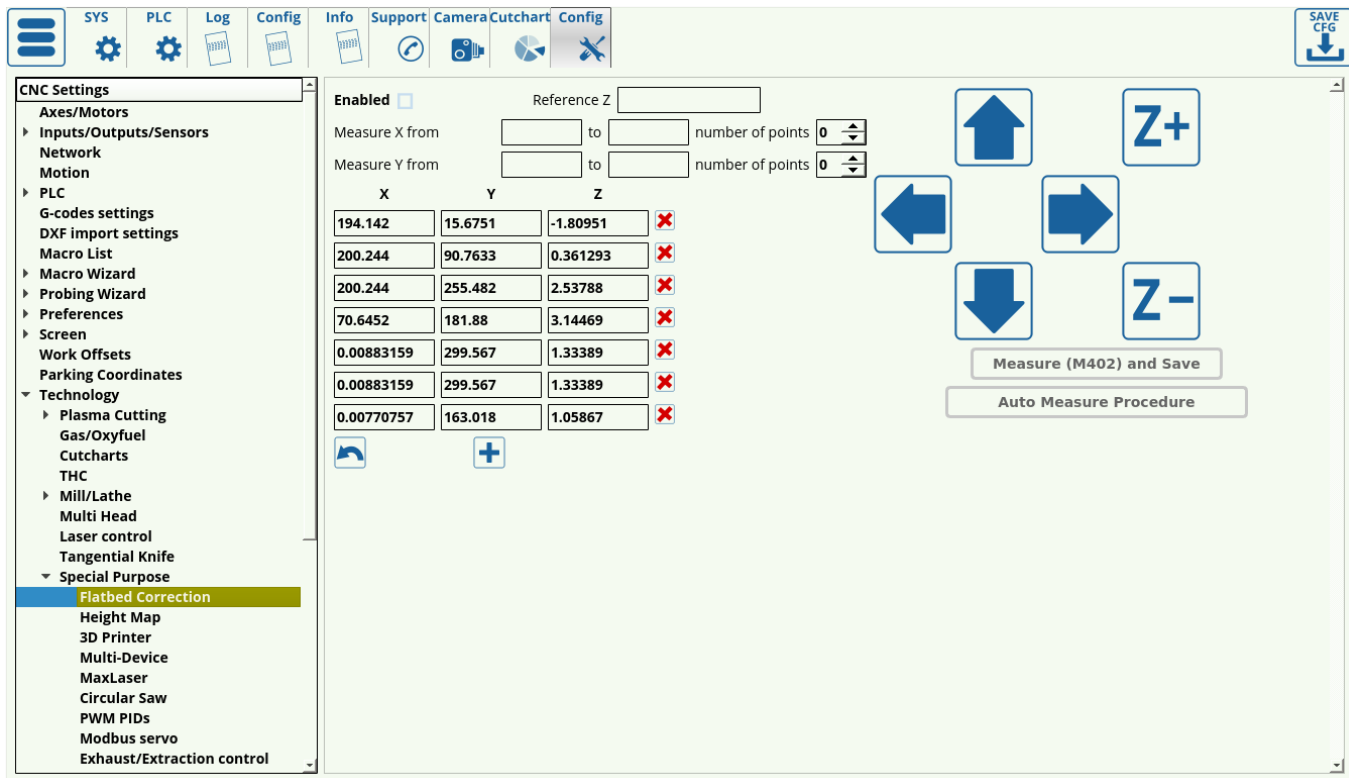 SYS PLC Log Config Info Support Camera Cutchart Config SAVE CFG
CNC Settings
Axes/Motors
Inputs/Outputs/Sensors
Network
Motion
PLC
G-codes settings
DXF import settings
Macro List
Macro Wizard
Probing Wizard
Preferences
Screen
Work Offsets
Parking Coordinates
Technology
Plasma Cutting
Gas/Oxyfuel
Cutcharts
THC
Mill/Lathe
Multi Head
Laser control
Tangential Knife
Special Purpose
Flatbed Correction
Height Map
3D Printer
Multi-Device
MaxLaser
Circular Saw
PWM PIDs
Modbus servo
Exhaust/Extraction control
Enabled Reference Z
Measure X from to number of points 0
Measure Y from to number of points 0
X Y Z
194.142 15.6751 -1.80951
200.244 90.7633 0.361293
200.244 255.482 2.53788
70.6452 181.88 3.14469
0.00883159 299.567 1.33389
0.00883159 299.567 1.33389
0.00770757 163.018 1.05867
Z+
Z-
Measure (M402) and Save
Auto Measure Procedure